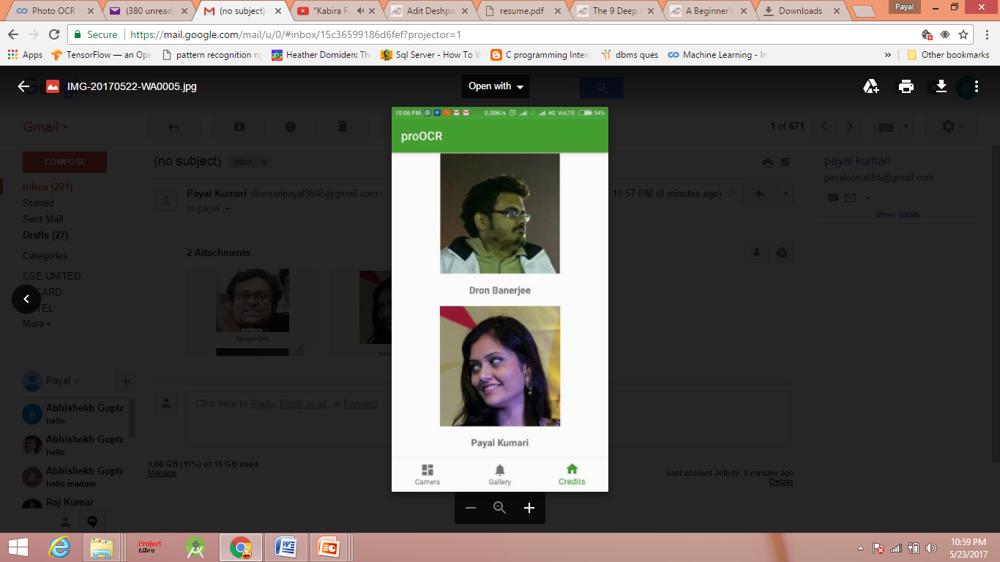 Photo OCR -
(380 unread)
(no subject)
"Kabira Fu
Adit Deshpa
resume.pdf
The 9 Deep
A Beginner's
Downloads
Payal
Secure
https://mail.google.com/mail/u/0/#inbox/15c36599186d6fef?projector=1
Apps
TensorFlow — an Ope
pattern recognition n
Heather Dorniden: Th
Sql Server - How To W
C programming Interv
dbms ques
Machine Learning - In
»
Other bookmarks
IMG-20170522-WA0005.jpg
Open with
Gmail
1 of 671
COMPOSE
(no subject)
Inbox x
payal kumari
payalsonu094@gmail.com
Show details
Inbox (221)
Starred
Sent Mail
Drafts (27)
Categories
CSE UNITED
CARD
PTEL
More
Payal Kumari <kumaripayal9945@gmail.com>
10:57 PM (0 minutes ago)
to payal
2 Attachments
Dipayan Deb
10:06 PM
0.00K/s
4G VoLTE
54%
proOCR
Dron Banerjee
Payal Kumari
Camera
Gallery
Credits
Payal
Abhishekh Gupta
hello
Abhishekh Gupta
hello
Abhishekh Gupta
hello madam
Raj Kumar
Click here to Reply, Reply to all, or Forward
1.68 GB (11%) of 15 GB used
Manage
Last account activity: 0 minutes ago
Details
Project
Libre
10:59 PM
5/23/2017